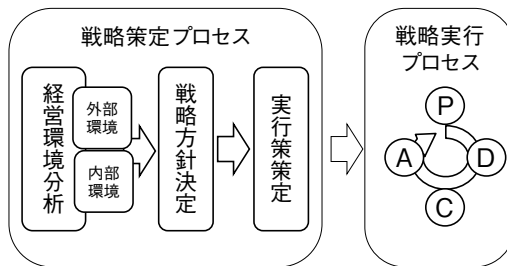 戦略策定プロセス
経営環境分析
外部
環境
内部
環境
戦略方針決定
実行策策定
戦略実行
プロセス
P
D
C
A